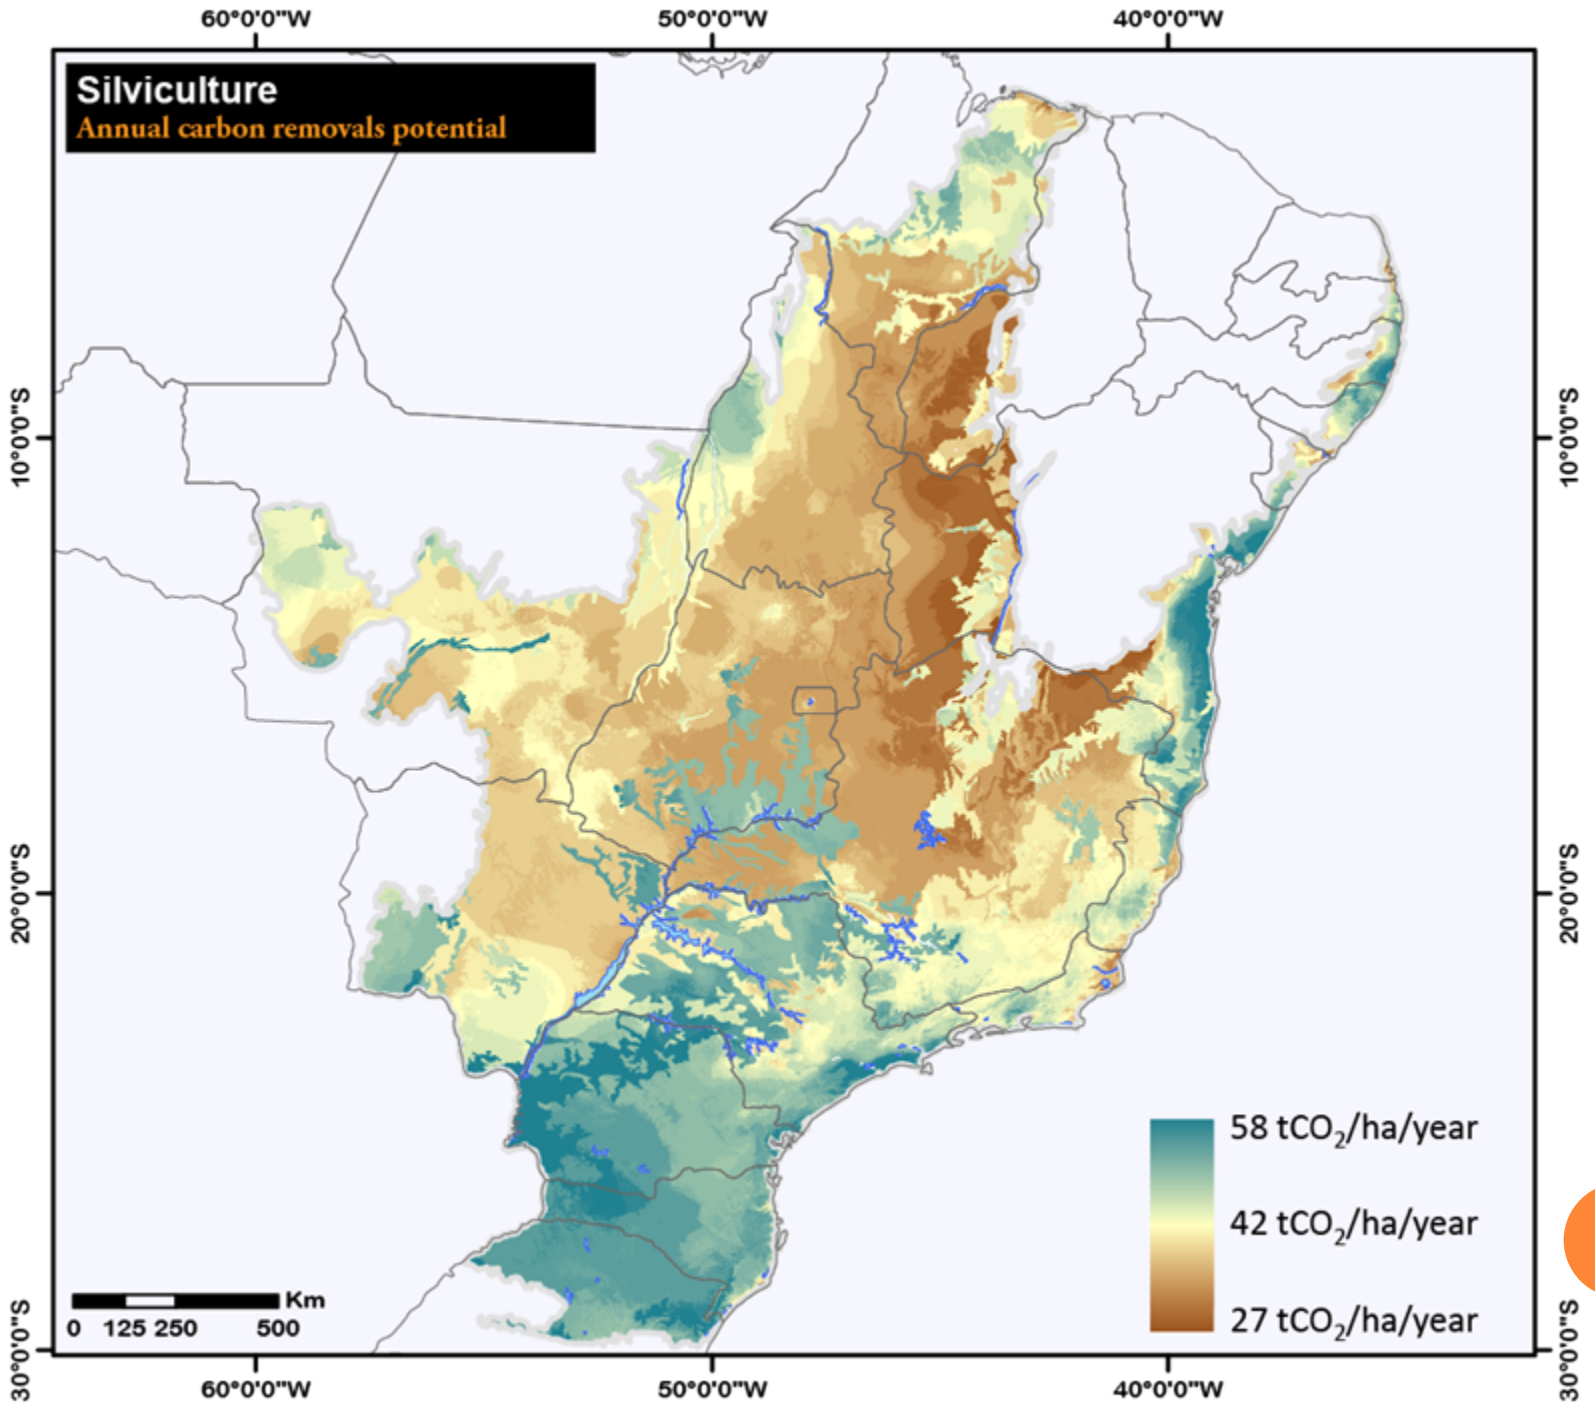 60°0'0"W 50°0'0"W 40°0'0"W
Silviculture
Annual carbon removals potential
10°0'0"S 10°0'0"S
20°0'0"S 20°0'0"S
58 tCO₂/ha/year
42 tCO₂/ha/year
27 tCO₂/ha/year
Km
0 125 250 500
30°0'0"S 30°0'0"S
60°0'0"W 50°0'0"W 40°0'0"W